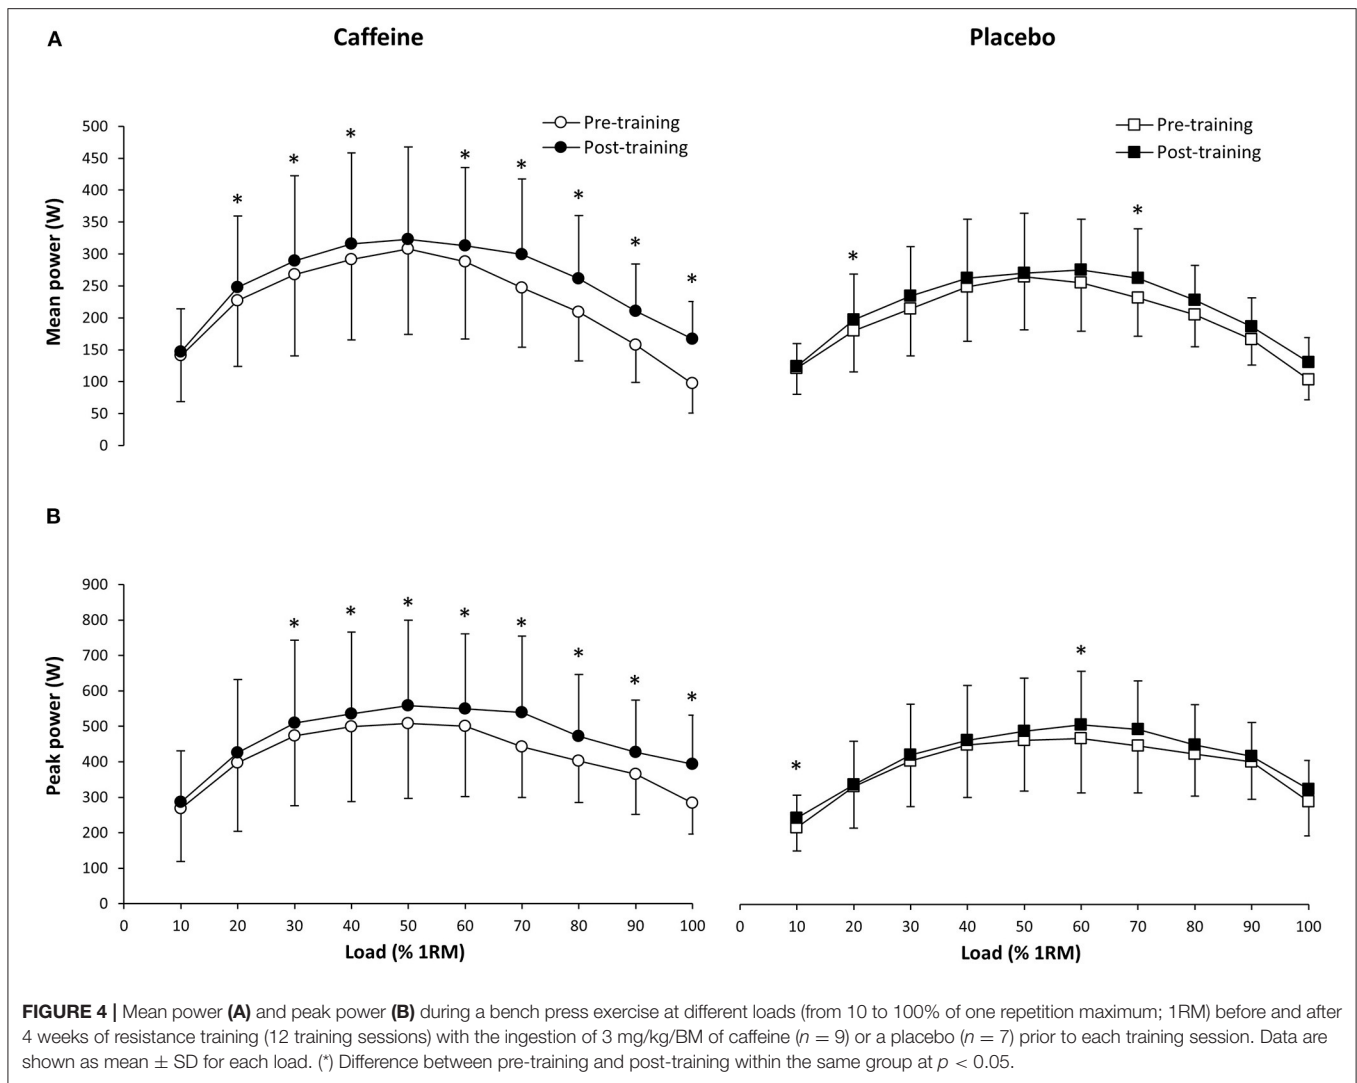 A
Caffeine
Placebo
Pre-training
Post-training
Pre-training
Post-training
Mean power (W)
500
450
400
350
300
250
200
150
100
50
0
* * * * * * * *
* *
B
Peak power (W)
900
800
700
600
500
400
300
200
100
0
* * * * * * * *
* *
0 10 20 30 40 50 60 70 80 90 100
0 10 20 30 40 50 60 70 80 90 100
Load (% 1RM)
Load (% 1RM)
FIGURE 4 | Mean power (A) and peak power (B) during a bench press exercise at different loads (from 10 to 100% of one repetition maximum; 1RM) before and after
4 weeks of resistance training (12 training sessions) with the ingestion of 3 mg/kg/BM of caffeine (n = 9) or a placebo (n = 7) prior to each training session. Data are
shown as mean ± SD for each load. (*) Difference between pre-training and post-training within the same group at p < 0.05.